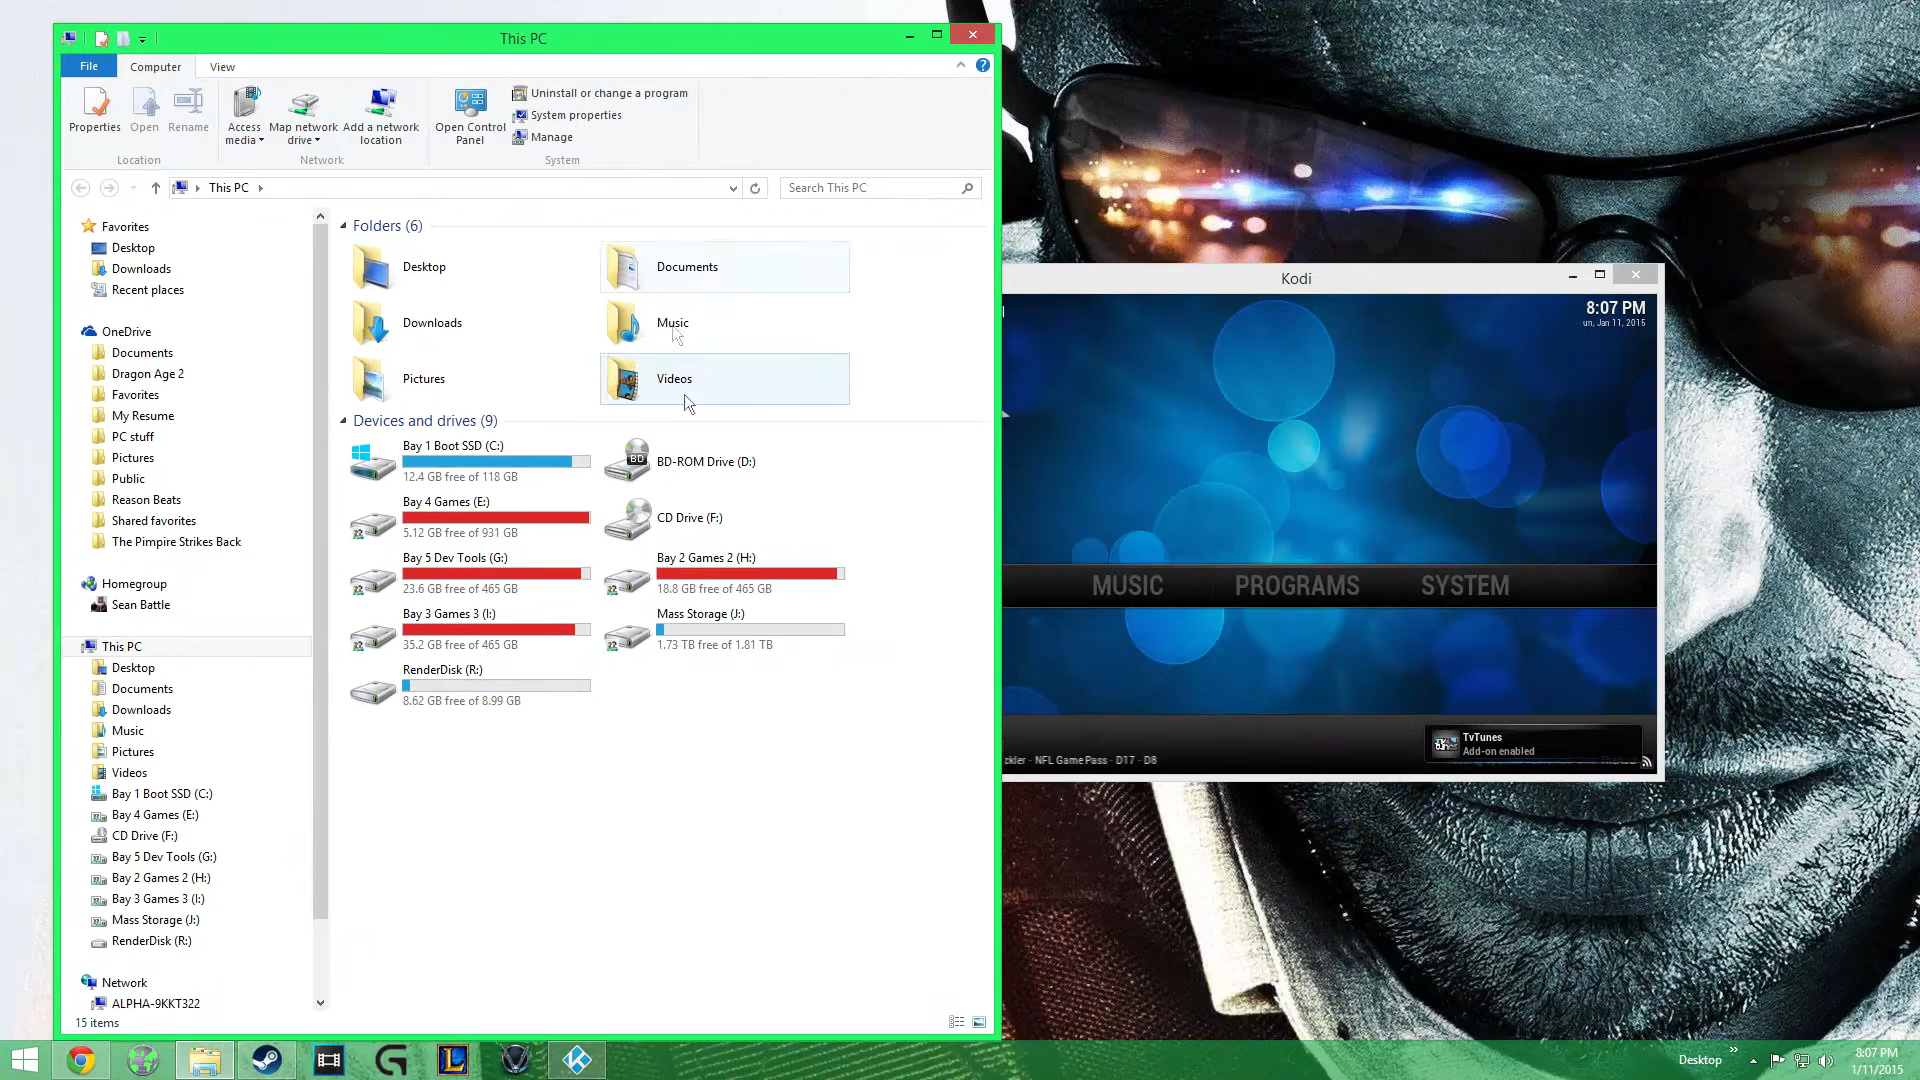 This PC
File
Computer
View
Properties
Open
Rename
Access media
Map network drive
Add a network location
Open Control Panel
Uninstall or change a program
System properties
Manage
Location
Network
System
This PC
Search This PC
Favorites
Desktop
Downloads
Recent places
OneDrive
Documents
Dragon Age 2
Favorites
My Resume
PC stuff
Pictures
Public
Reason Beats
Shared favorites
The Pimpire Strikes Back
Homegroup
Sean Battle
This PC
Desktop
Documents
Downloads
Music
Pictures
Videos
Bay 1 Boot SSD (C:)
Bay 4 Games (E:)
CD Drive (F:)
Bay 5 Dev Tools (G:)
Bay 2 Games 2 (H:)
Bay 3 Games 3 (I:)
Mass Storage (J:)
RenderDisk (R:)
Network
ALPHA-9KKT322
15 items
Folders (6)
Desktop
Documents
Downloads
Music
Pictures
Videos
Devices and drives (9)
Bay 1 Boot SSD (C:)
12.4 GB free of 118 GB
BD
BD-ROM Drive (D:)
Bay 4 Games (E:)
5.12 GB free of 931 GB
CD Drive (F:)
Bay 5 Dev Tools (G:)
23.6 GB free of 465 GB
Bay 2 Games 2 (H:)
18.8 GB free of 465 GB
Bay 3 Games 3 (I:)
35.2 GB free of 465 GB
Mass Storage (J:)
1.73 TB free of 1.81 TB
RenderDisk (R:)
8.62 GB free of 8.99 GB
Kodi
8:07 PM
un, Jan 11, 2015
MUSIC
PROGRAMS
SYSTEM
TvTunes
Add-on enabled
ckler - NFL Game Pass - D17 - D8
Desktop
8:07 PM
1/11/2015